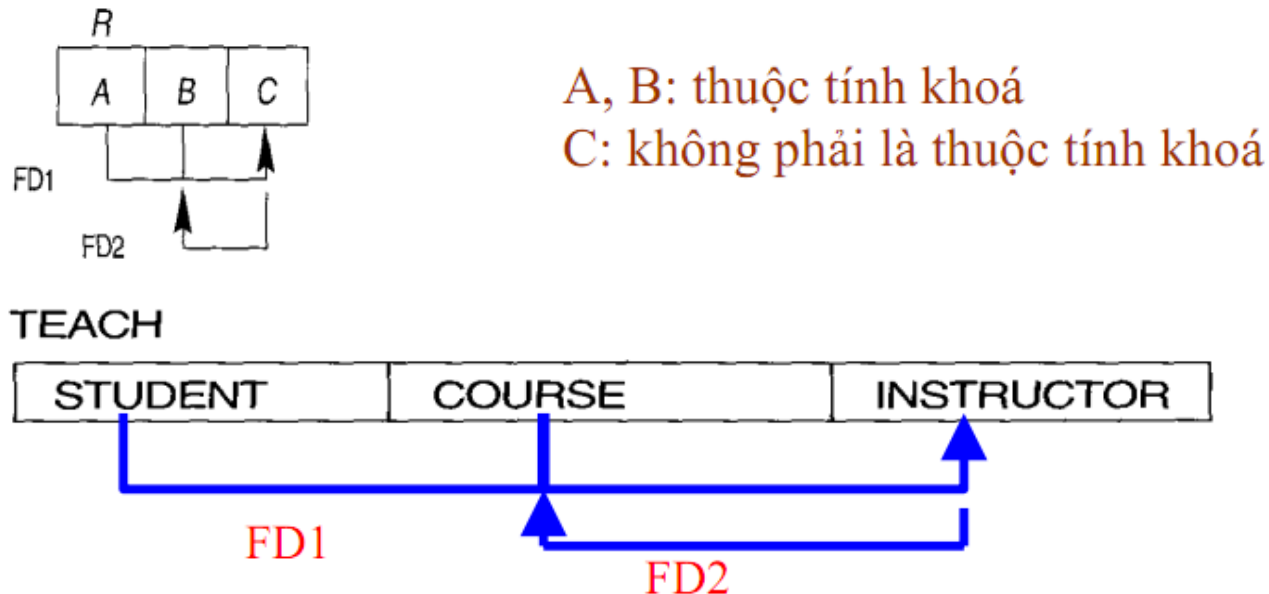 R
A B C
A, B: thuộc tính khoá
C: không phải là thuộc tính khoá
FD1
FD2
TEACH
STUDENT COURSE INSTRUCTOR
FD1
FD2